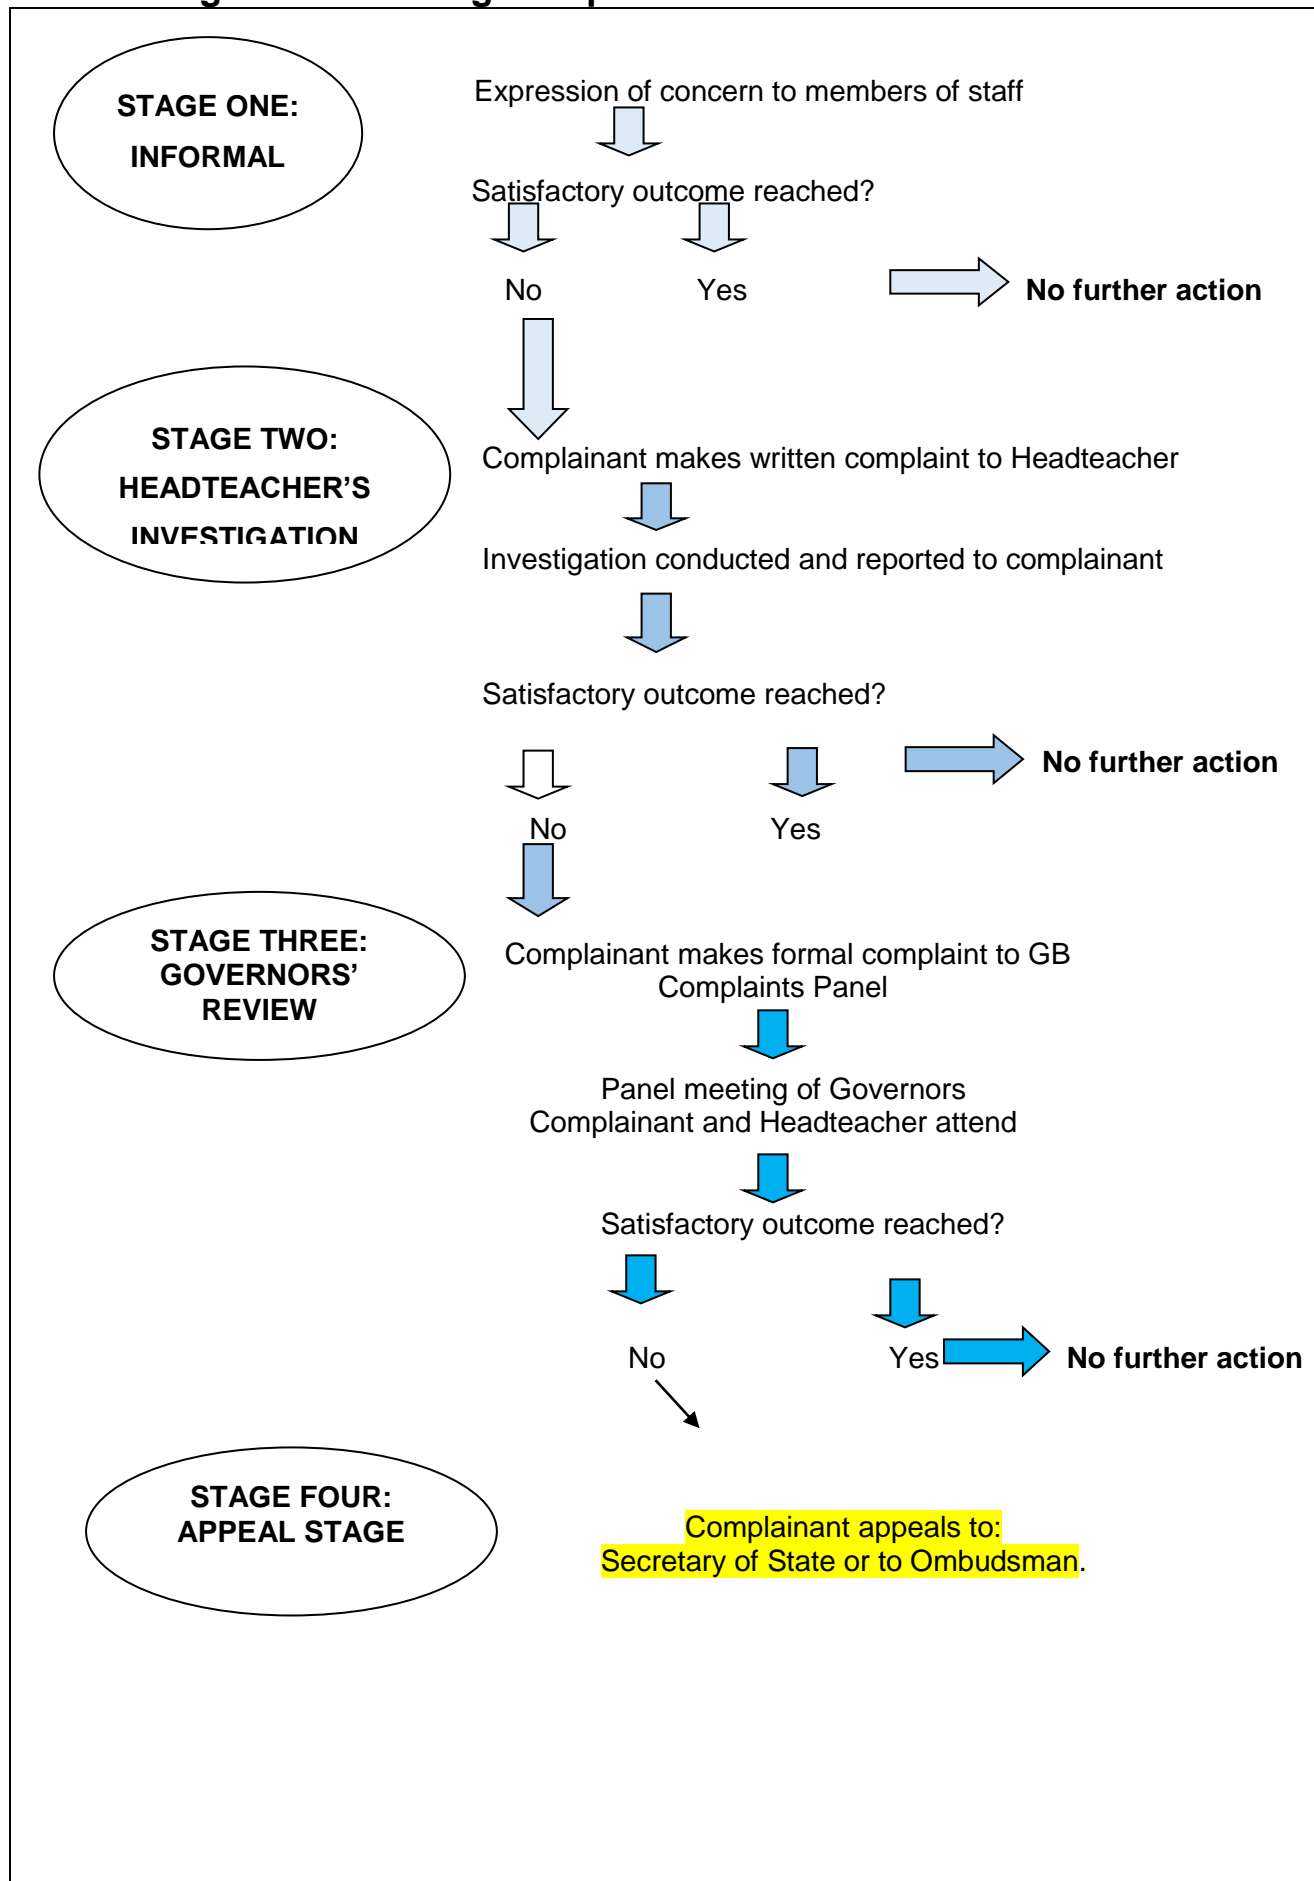 STAGE ONE:
INFORMAL
Expression of concern to members of staff
Satisfactory outcome reached?
No
Yes
No further action
STAGE TWO:
HEADTEACHER'S
INVESTIGATION
Complainant makes written complaint to Headteacher
Investigation conducted and reported to complainant
Satisfactory outcome reached?
No further action
No
Yes
STAGE THREE:
GOVERNORS'
REVIEW
Complainant makes formal complaint to GB
Complaints Panel
Panel meeting of Governors
Complainant and Headteacher attend
Satisfactory outcome reached?
No
Yes
No further action
STAGE FOUR:
APPEAL STAGE
Complainant appeals to:
Secretary of State or to Ombudsman.